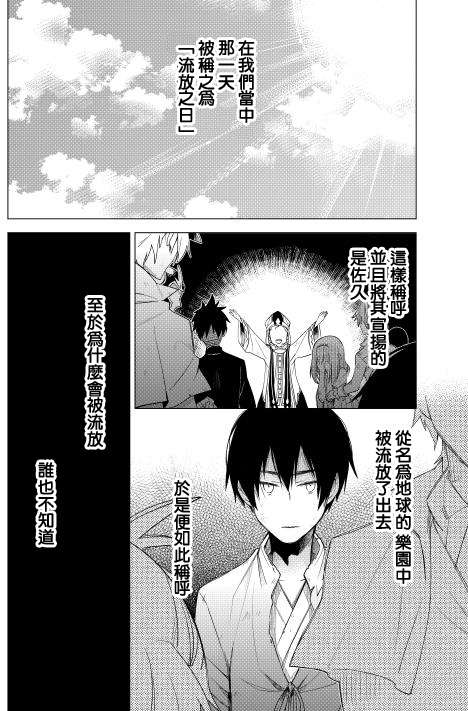 在我們當中
那一天
被稱之為
「流放之日」
這樣稱呼
並且將其宣揚的
是佐久
從名為地球的樂園中
被流放了出去
於是便如此稱呼
至於為什麼會被流放
誰也不知道